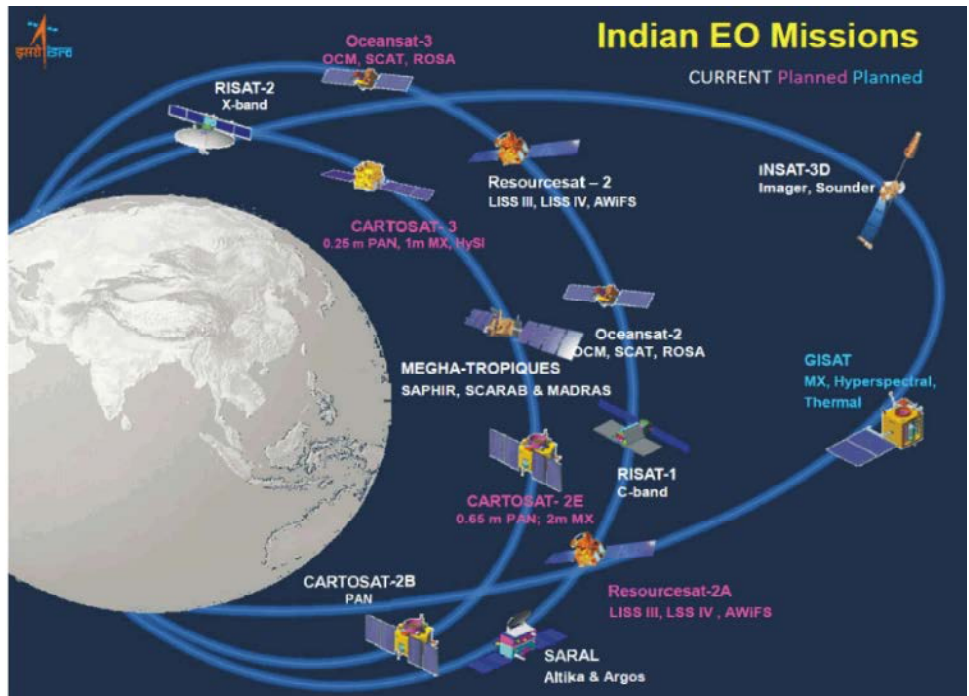 इसरो isro
Indian EO Missions
CURRENT Planned Planned
Oceansat-3
OCM, SCAT, ROSA
RISAT-2
X-band
Resourcesat – 2
LISS III, LISS IV, AWiFS
iNSAT-3D
Imager, Sounder
CARTOSAT- 3
0.25 m PAN, 1m MX, HySI
Oceansat-2
OCM, SCAT, ROSA
MEGHA-TROPIQUES
SAPHIR, SCARAB & MADRAS
GISAT
MX, Hyperspectral,
Thermal
RISAT-1
C-band
CARTOSAT- 2E
0.65 m PAN; 2m MX
CARTOSAT-2B
PAN
Resourcesat-2A
LISS III, LSS IV , AWiFS
SARAL
Altika & Argos